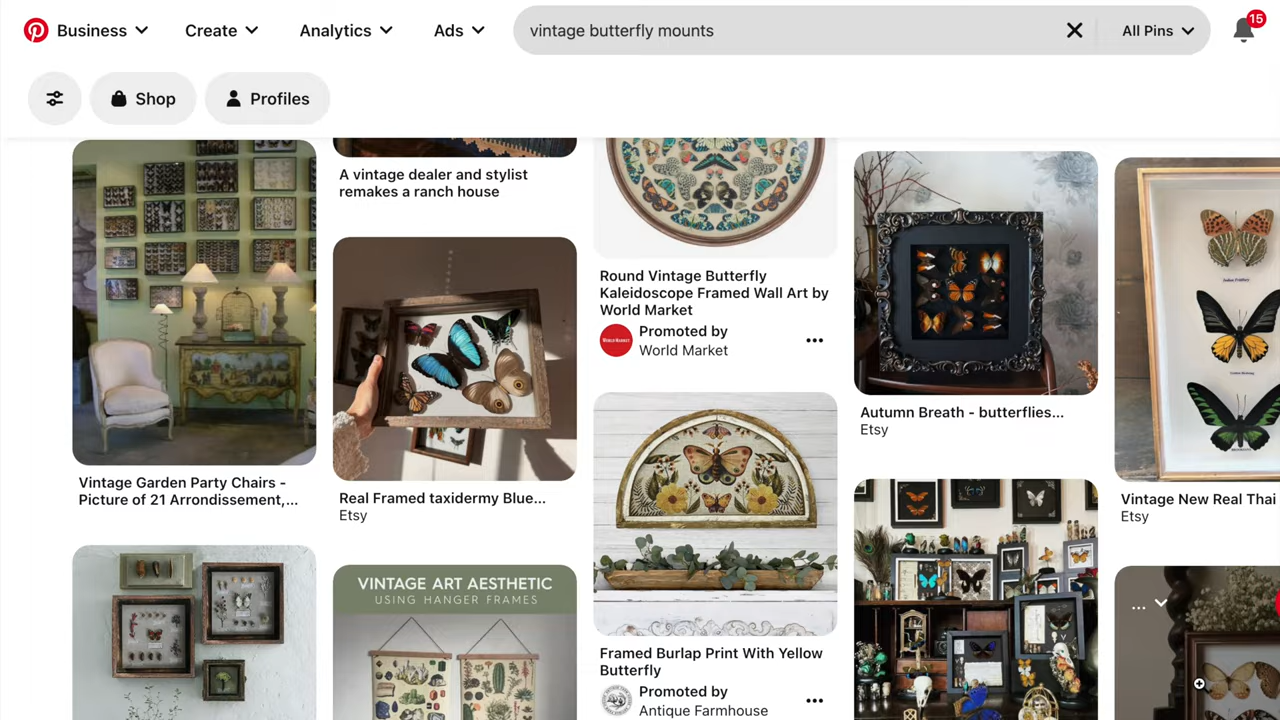 Business
Create
Analytics
Ads
vintage butterfly mounts
All Pins
15
Shop
Profiles
A vintage dealer and stylist
remakes a ranch house
Round Vintage Butterfly
Kaleidoscope Framed Wall Art by
World Market
WORLD MARKET
Promoted by
World Market
Autumn Breath - butterflies...
Etsy
Vintage Garden Party Chairs -
Picture of 21 Arrondissement,...
Real Framed taxidermy Blue...
Etsy
Vintage New Real Thai
Etsy
VINTAGE ART AESTHETIC
USING HANGER FRAMES
Framed Burlap Print With Yellow
Butterfly
Promoted by
Antique Farmhouse
...